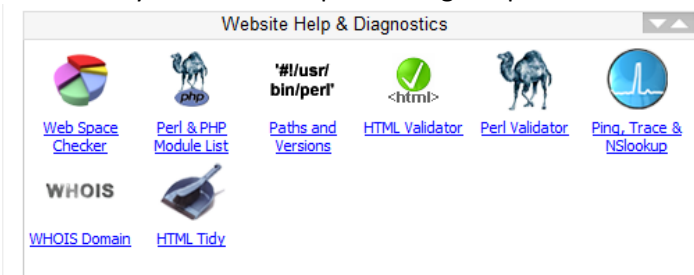 Website Help & Diagnostics
'#!/usr/
bin/perl'
php
<html>
Web Space
Checker
Perl & PHP
Module List
Paths and
Versions
HTML Validator
Perl Validator
Ping, Trace &
NSlookup
WHOIS
WHOIS Domain
HTML Tidy